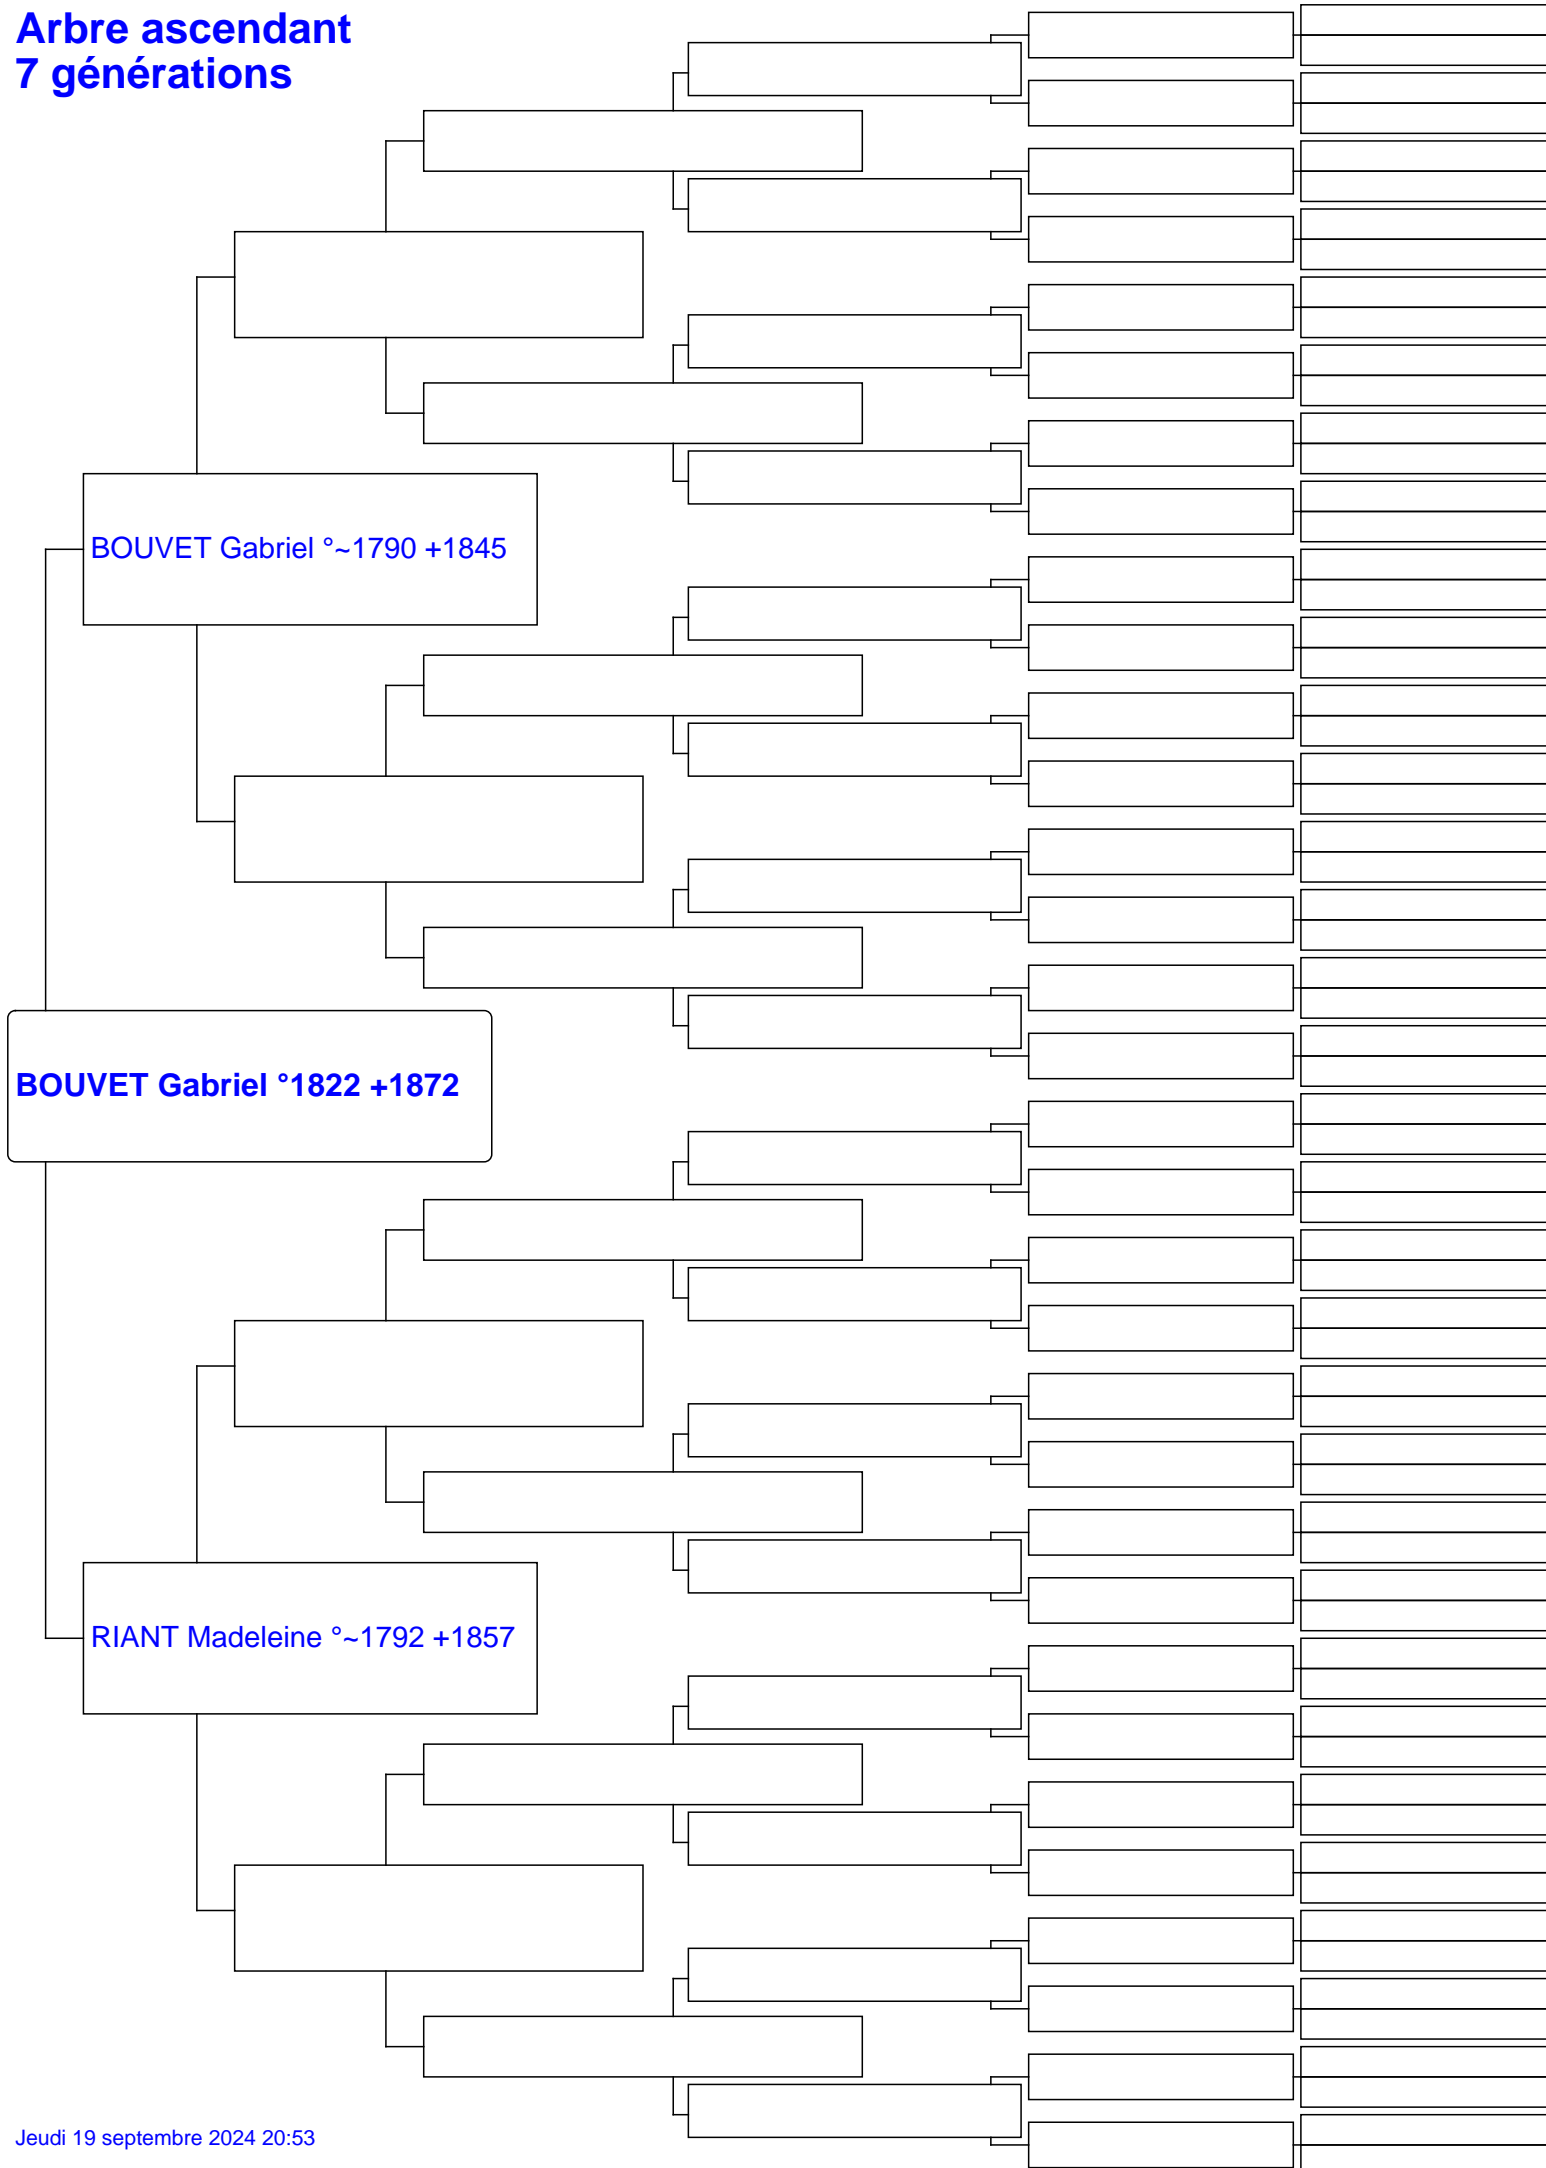 Arbre ascendant
7 générations
BOUVET Gabriel °~1790 +1845
BOUVET Gabriel °1822 +1872
RIANT Madeleine °~1792 +1857
Jeudi 19 septembre 2024 20:53